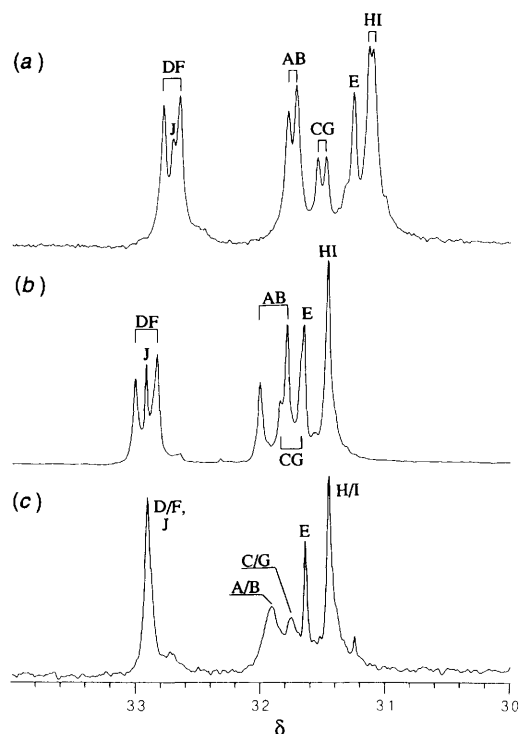 (a)
DF
J
AB
CG
E
HI
(b)
DF
J
AB
CG
E
HI
(c)
D/F,
J
A/B
C/G
E
H/I
3.3 3.2 3.1 3.0
δ